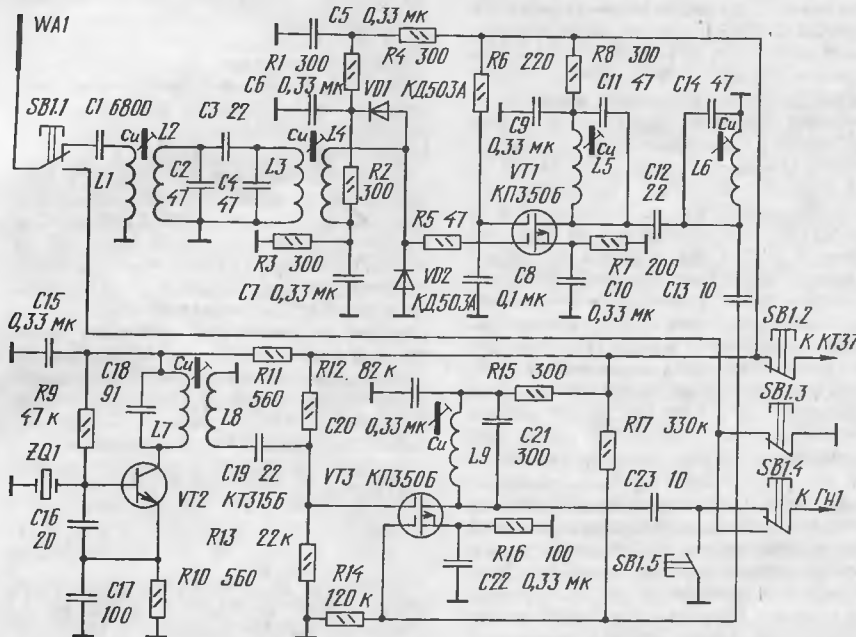 WA1
C5 0,33 мк
R1 300
R4 300
C6
0,33 мк
VD1 КД503А
R6 220
R8 300
C11 47
C14 47
SB1.1
C1 6800
C3 22
Cu
L2
Cu
L4
C9
0,33 мк
Cu
L5
L6
Cu
L1
C2
47
C4
47
L3
R2
300
VT1
КП350Б
C12
22
R5 47
R3 300
C7 0,33 мк
VD2
КД503А
C8
0,1 мк
C10
0,33 мк
R7 200
C13 10
C15
0,33 мк
SB1.2
К КТ37
R9
47 к
C18
91
Cu
L7
L8
R11
560
R12 82 к
C20 0,33 мк
R15
300
Cu
L9
C21
300
R17 330к
SB1.3
SB1.4
ZQ1
C19 22
VT2
КТ315Б
VT3 КП350Б
C23 10
К ГН1
C16
20
R13
22 к
R16 100
SB1.5
C17
100
R10 560
R14
120 к
C22 0,33 мк